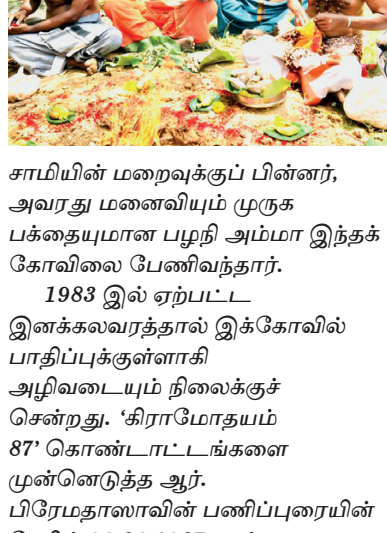 சாமியின் மறைவுக்குப் பின்னர்,
அவரது மனைவியும் முருக
பக்தையுமான பழநி அம்மா இந்தக்
கோவிலை பேணிவந்தார்.
1983 இல் ஏற்பட்ட
இனக்கலவரத்தால் இக்கோவில்
பாதிப்புக்குள்ளாகி
அழிவடையும் நிலைக்குச்
சென்றது. ‘கிராமோதயம்
87’ கொண்டாட்டங்களை
முன்னெடுத்த ஆர்.
பிரேமதாஸாவின் பணிப்புரையின்